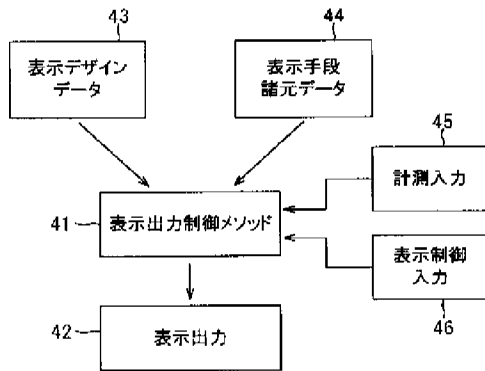 43
表示デザイン
データ
44
表示手段
諸元データ
45
計測入力
41
表示出力制御メソッド
表示制御
入力
46
42
表示出力